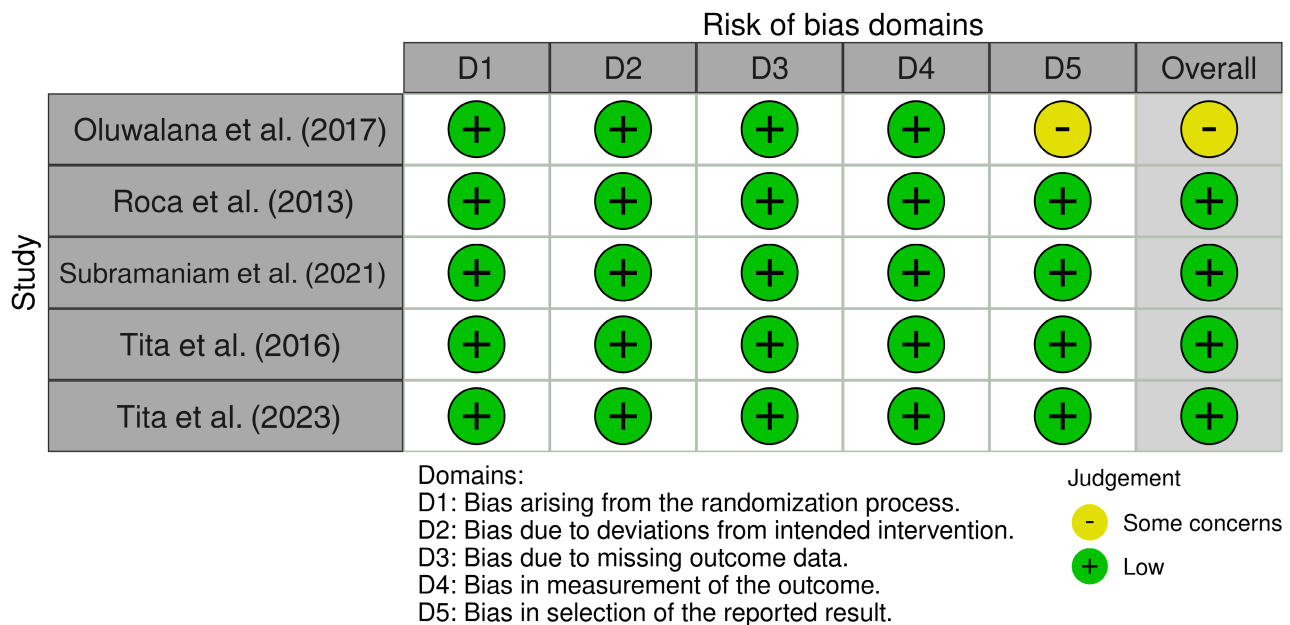 Risk of bias domains
D1 D2 D3 D4 D5 Overall
Study
Oluwalana et al. (2017) + + + + - -
Roca et al. (2013) + + + + + +
Subramaniam et al. (2021) + + + + + +
Tita et al. (2016) + + + + + +
Tita et al. (2023) + + + + + +
Domains:
D1: Bias arising from the randomization process.
D2: Bias due to deviations from intended intervention.
D3: Bias due to missing outcome data.
D4: Bias in measurement of the outcome.
D5: Bias in selection of the reported result.
Judgement
- Some concerns
+ Low